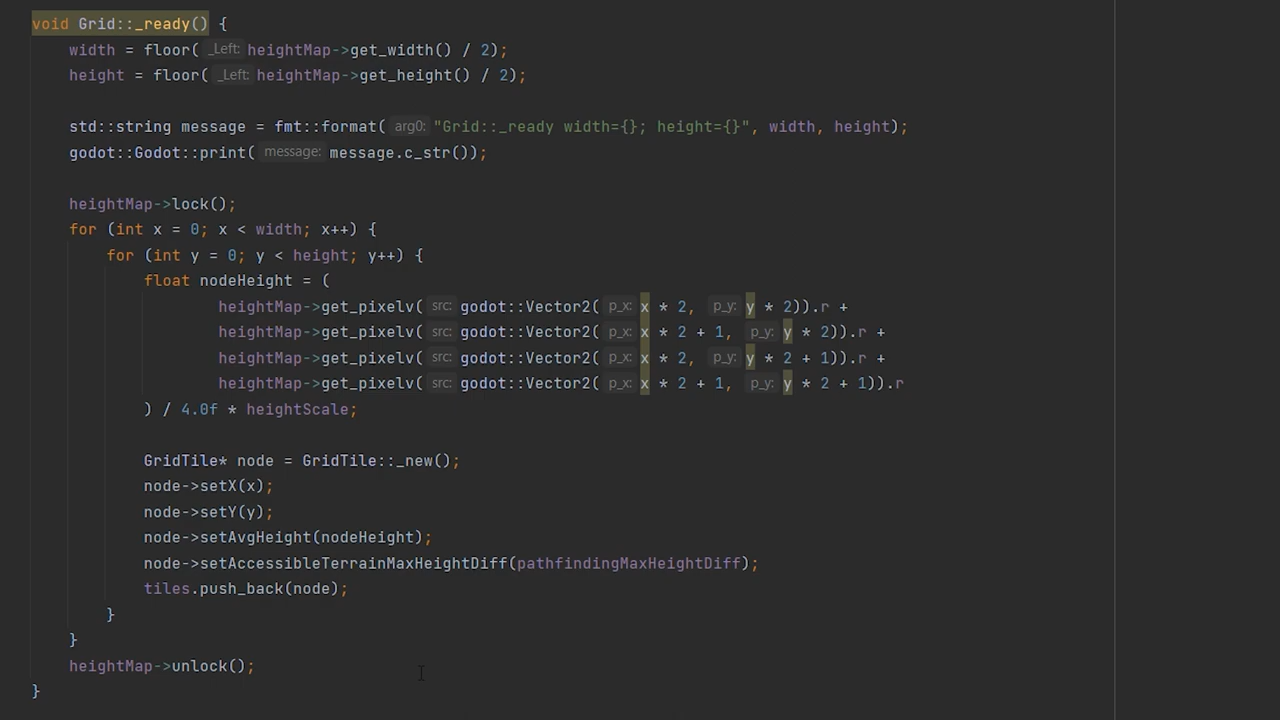 void Grid::_ready() {
width = floor( _Left: heightMap->get_width() / 2);
height = floor( _Left: heightMap->get_height() / 2);
std::string message = fmt::format( arg0: "Grid::_ready width={}; height={}", width, height);
godot::Godot::print( message: message.c_str());
heightMap->lock();
for (int x = 0; x < width; x++) {
for (int y = 0; y < height; y++) {
float nodeHeight = (
heightMap->get_pixelv( src: godot::Vector2( p_x: x * 2, p_y: y * 2)).r +
heightMap->get_pixelv( src: godot::Vector2( p_x: x * 2 + 1, p_y: y * 2)).r +
heightMap->get_pixelv( src: godot::Vector2( p_x: x * 2, p_y: y * 2 + 1)).r +
heightMap->get_pixelv( src: godot::Vector2( p_x: x * 2 + 1, p_y: y * 2 + 1)).r
) / 4.0f * heightScale;
GridTile* node = GridTile::_new();
node->setX(x);
node->setY(y);
node->setAvgHeight(nodeHeight);
node->setAccessibleTerrainMaxHeightDiff(pathfindingMaxHeightDiff);
tiles.push_back(node);
}
}
heightMap->unlock();
}